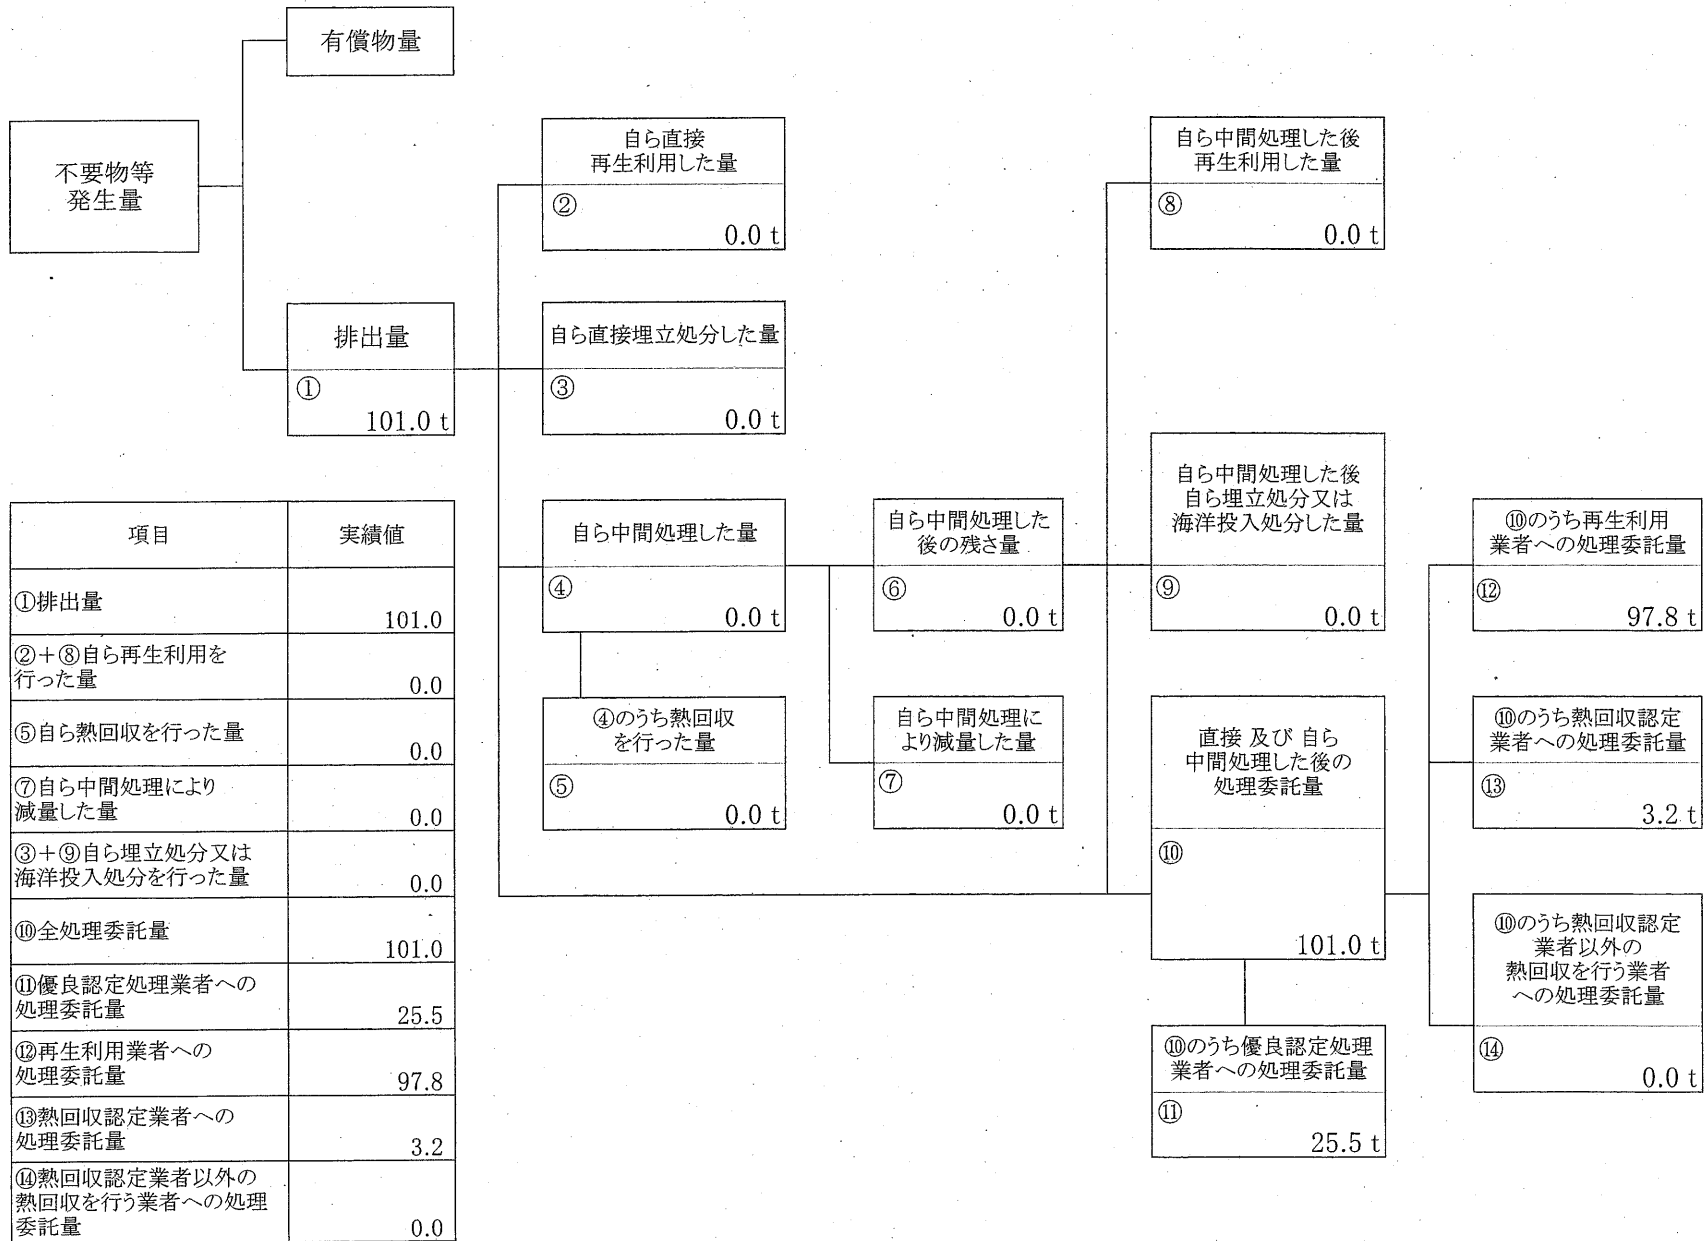 有償物量
不要物等
発生量
排出量
①
101.0 t
自ら直接
再生利用した量
②
0.0 t
自ら直接埋立処分した量
③
0.0 t
自ら中間処理した量
④
0.0 t
④のうち熱回収
を行った量
⑤
0.0 t
自ら中間処理した
後の残さ量
⑥
0.0 t
自ら中間処理に
より減量した量
⑦
0.0 t
自ら中間処理した後
再生利用した量
⑧
0.0 t
自ら中間処理した後
自ら埋立処分又は
海洋投入処分した量
⑨
0.0 t
直接 及び 自ら
中間処理した後の
処理委託量
⑩
101.0 t
⑩のうち優良認定処理
業者への処理委託量
⑪
25.5 t
⑩のうち再生利用
業者への処理委託量
⑫
97.8 t
⑩のうち熱回収認定
業者への処理委託量
⑬
3.2 t
⑩のうち熱回収認定
業者以外の
熱回収を行う業者
への処理委託量
⑭
0.0 t
項目 実績値
①排出量
101.0
②+⑧自ら再生利用を
行った量
0.0
⑤自ら熱回収を行った量
0.0
⑦自ら中間処理により
減量した量
0.0
③+⑨自ら埋立処分又は
海洋投入処分を行った量
0.0
⑩全処理委託量
101.0
⑪優良認定処理業者への
処理委託量
25.5
⑫再生利用業者への
処理委託量
97.8
⑬熱回収認定業者への
処理委託量
3.2
⑭熱回収認定業者以外の
熱回収を行う業者への処理
委託量
0.0